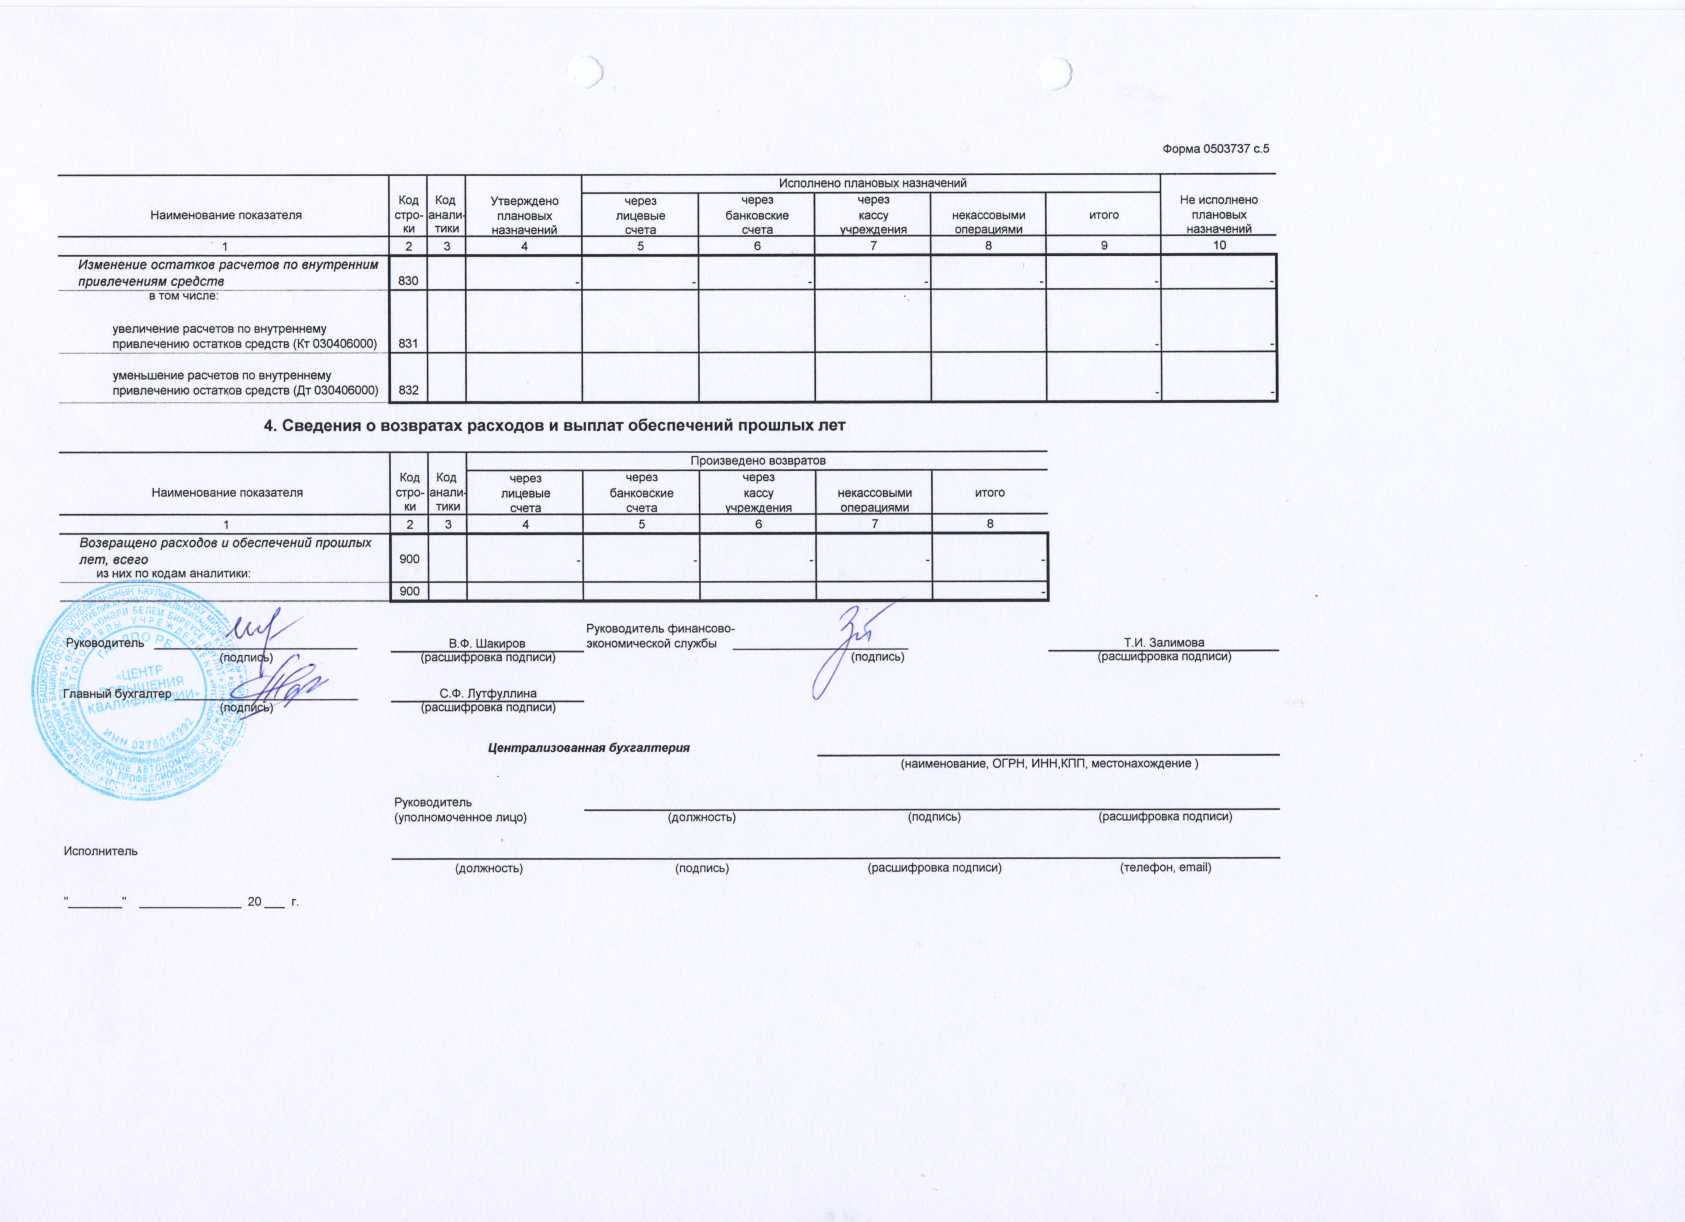 Форма 0503737 с.5
Исполнено плановых назначений
Наименование показателя
Код
стро-
ки
Код
анали-
тики
Утверждено
плановых
назначений
через
лицевые
счета
через
банковские
счета
через
кассу
учреждения
некассовыми
операциями
итого
Не исполнено
плановых
назначений
1 2 3 4 5 6 7 8 9 10
Изменение остатков расчетов по внутренним
привлечениям средств 830 - - - - - - -
в том числе:
увеличение расчетов по внутреннему
привлечению остатков средств (Кт 030406000) 831 - -
уменьшение расчетов по внутреннему
привлечению остатков средств (Дт 030406000) 832 - -
4. Сведения о возвратах расходов и выплат обеспечений прошлых лет
Произведено возвратов
Наименование показателя
Код
стро-
ки
Код
анали-
тики
через
лицевые
счета
через
банковские
счета
через
кассу
учреждения
некассовыми
операциями
итого
1 2 3 4 5 6 7 8
Возвращено расходов и обеспечений прошлых
лет, всего 900 - - - - -
из них по кодам аналитики:
900 -
Руководитель
(подпись)
В.Ф. Шакиров
(расшифровка подписи)
Руководитель финансово-
экономической службы
(подпись)
Т.И. Залимова
(расшифровка подписи)
Главный бухгалтер
(подпись)
С.Ф. Лутфуллина
(расшифровка подписи)
«ЦЕНТР
ПОВЫШЕНИЯ
КВАЛИФИКАЦИИ»
Централизованная бухгалтерия
(наименование, ОГРН, ИНН,КПП, местонахождение )
Руководитель
(уполномоченное лицо)
(должность) (подпись) (расшифровка подписи)
Исполнитель
(должность) (подпись) (расшифровка подписи) (телефон, email)
"________" _______________ 20 ___ г.